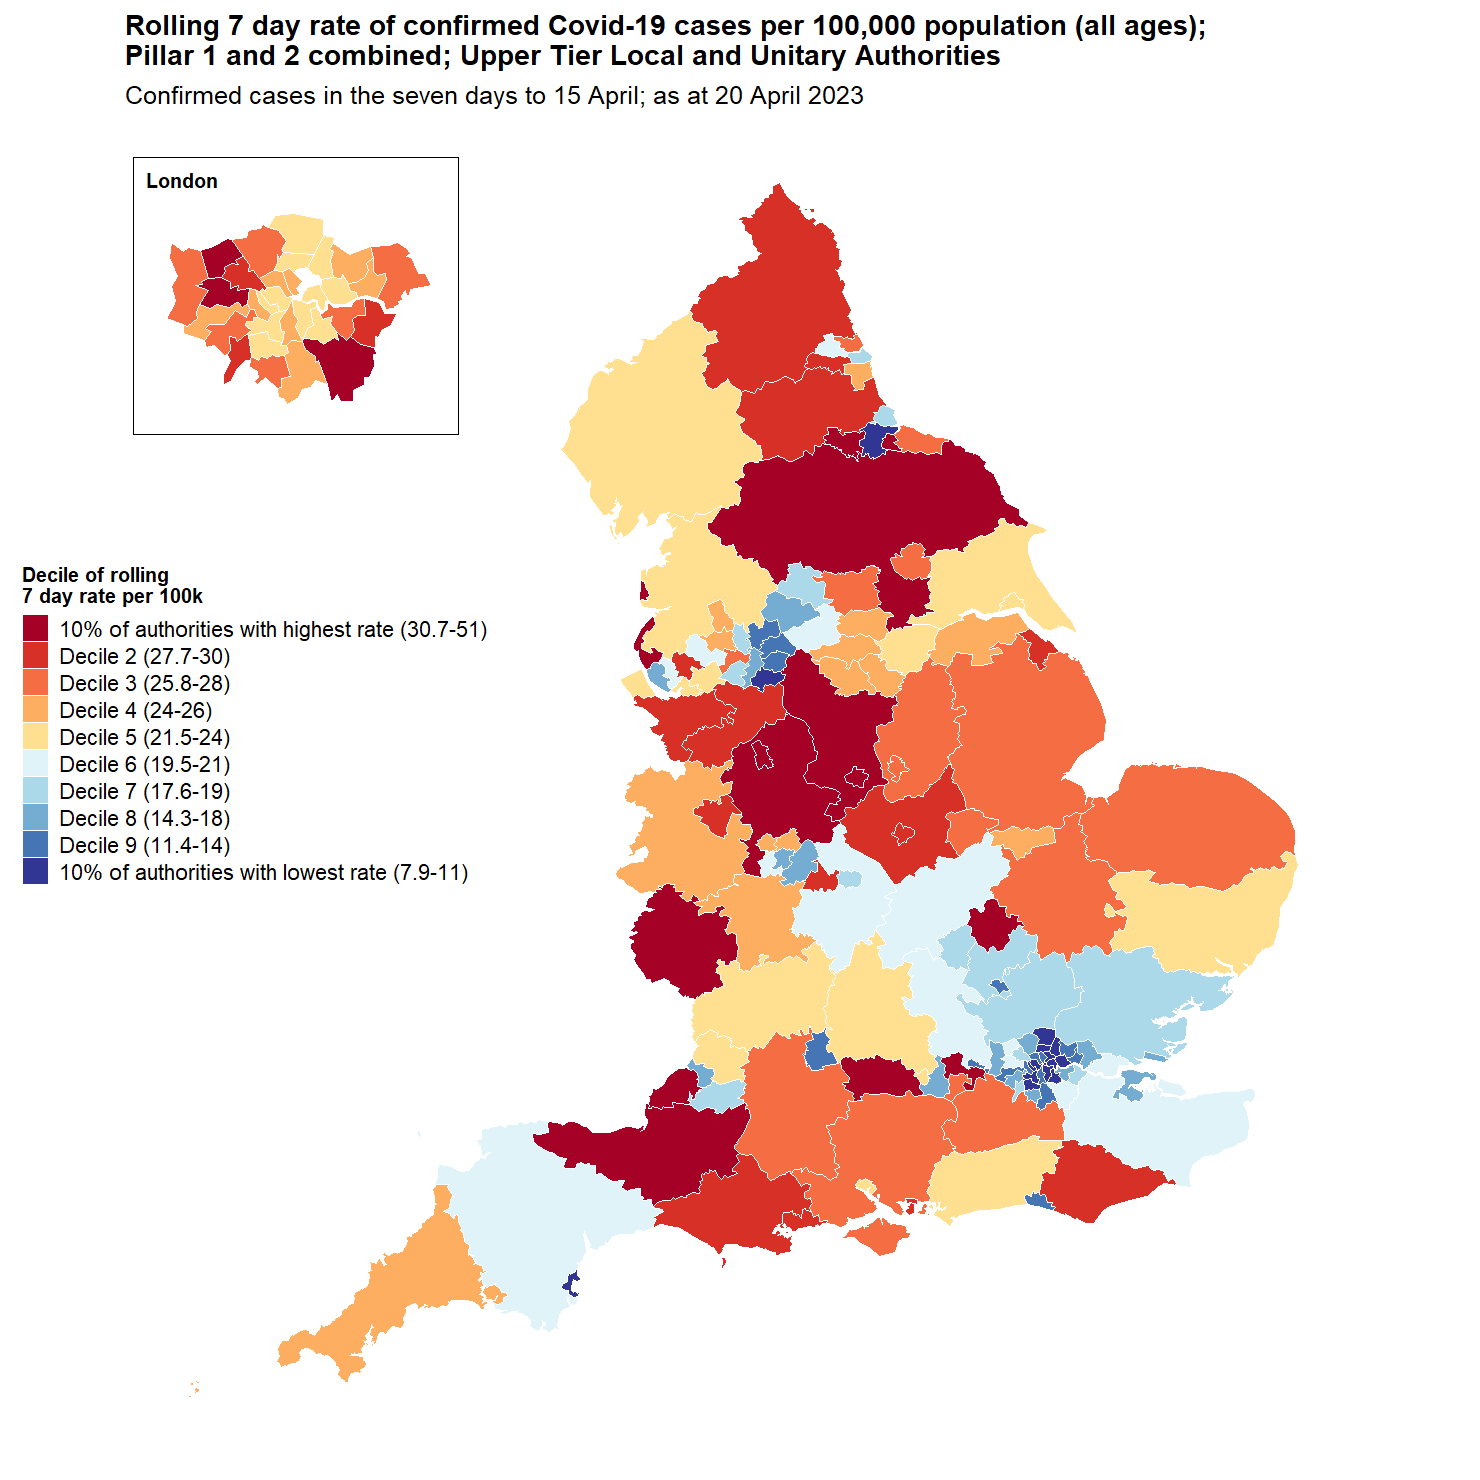 Rolling 7 day rate of confirmed Covid-19 cases per 100,000 population (all ages);
Pillar 1 and 2 combined; Upper Tier Local and Unitary Authorities
Confirmed cases in the seven days to 15 April; as at 20 April 2023
London
Decile of rolling
7 day rate per 100k
10% of authorities with highest rate (30.7-51)
Decile 2 (27.7-30)
Decile 3 (25.8-28)
Decile 4 (24-26)
Decile 5 (21.5-24)
Decile 6 (19.5-21)
Decile 7 (17.6-19)
Decile 8 (14.3-18)
Decile 9 (11.4-14)
10% of authorities with lowest rate (7.9-11)